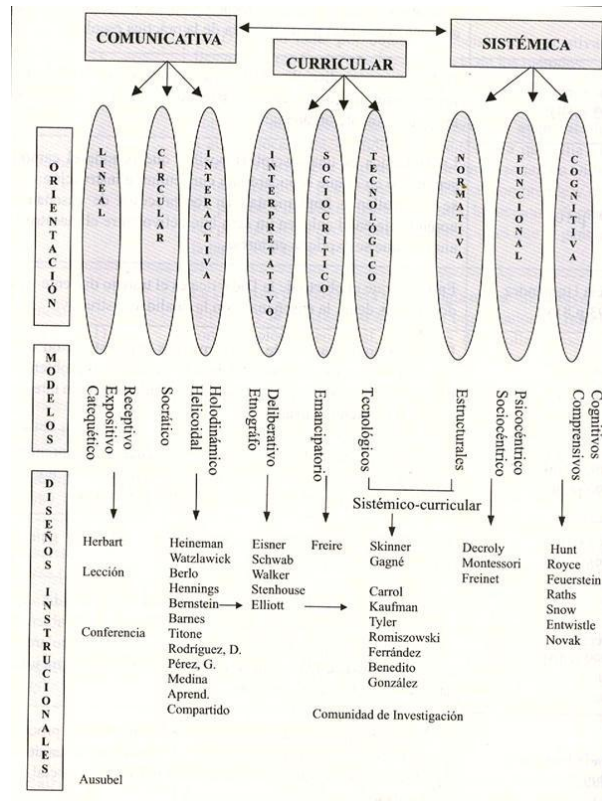 COMUNICATIVA
CURRICULAR
SISTÉMICA
ORIENTACIÓN
LINEAL
CIRCULAR
INTERACTIVA
INTERPRETATIVO
SOCIOCRITICO
TECNOLÓGICO
NORMATIVA
FUNCIONAL
COGNITIVA
MODELOS
Receptivo
Expositivo
Catequético
Socrático
Holodinámico
Helicoidal
Deliberativo
Etnográfo
Emancipatorio
Tecnológicos
Estructurales
Psicocéntrico
Sociocéntrico
Cognitivos
Comprensivos
Sistémico-curricular
DISEÑOS INSTRUCIONALES
Herbart
Lección
Conferencia
Ausubel
Heineman
Watzlawick
Berlo
Hennings
Bernstein
Barnes
Titone
Rodríguez, D.
Pérez, G.
Medina
Aprend.
Compartido
Eisner
Schwab
Walker
Stenhouse
Elliott
Freire
Skinner
Gagné
Carrol
Kaufman
Tyler
Romiszowski
Ferrández
Benedito
González
Comunidad de Investigación
Decroly
Montessori
Freinet
Hunt
Royce
Feuerstein
Raths
Snow
Entwistle
Novak